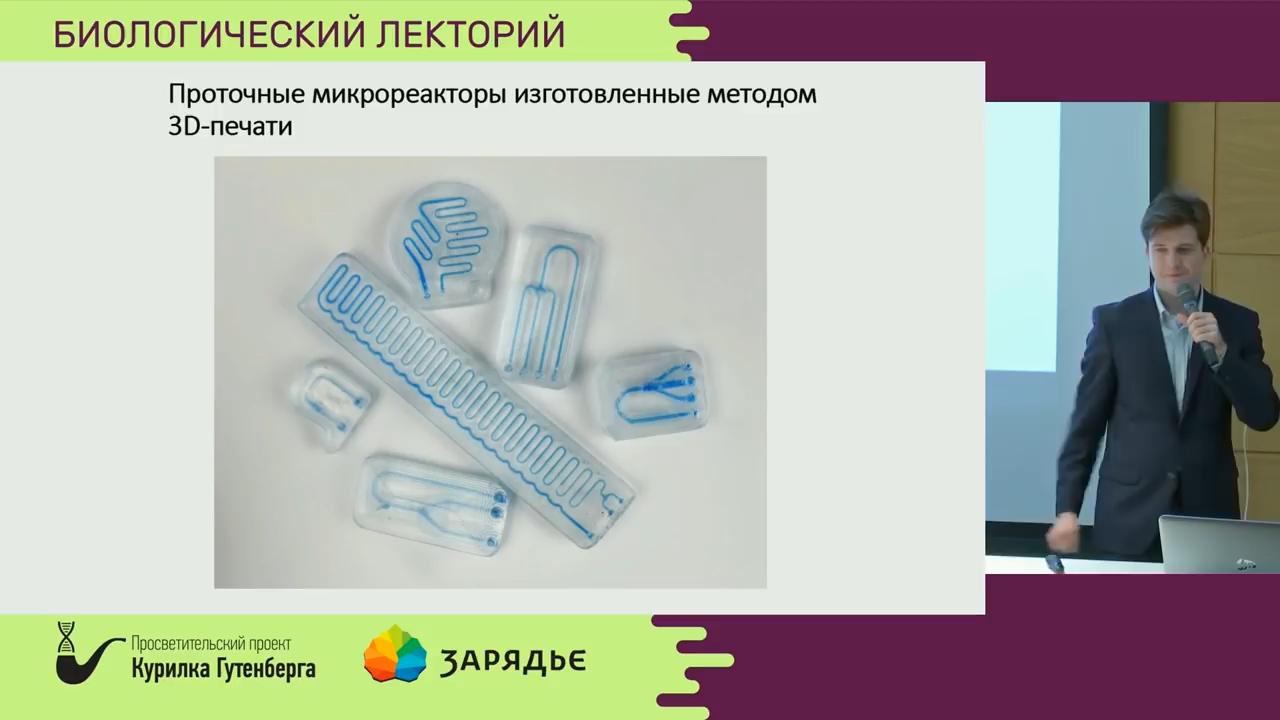 БИОЛОГИЧЕСКИЙ ЛЕКТОРИЙ
Проточные микрореакторы изготовленные методом
3D-печати
Просветительский проект
Курилка Гутенберга
ЗАРЯДЬЕ